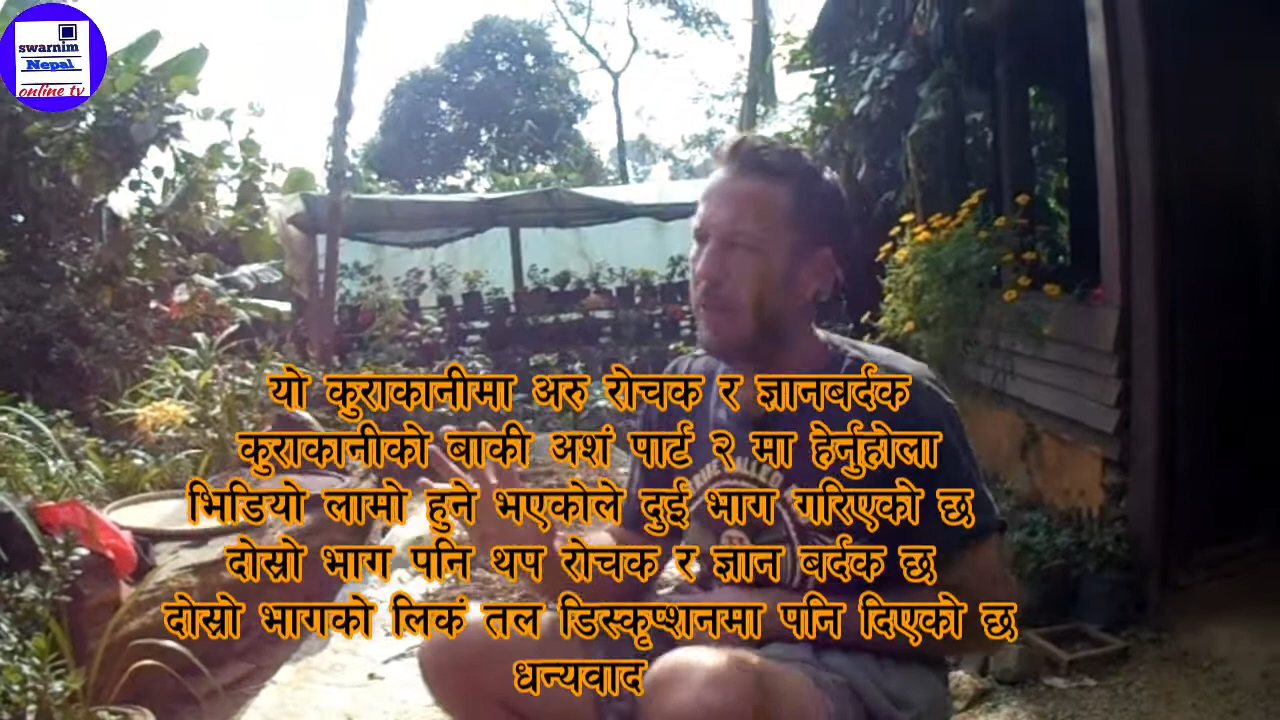 swarnim
Nepal
online tv
यो कुराकानीमा अरु रोचक र ज्ञानबर्दक
कुराकानीको बाकी अशं पार्ट २ मा हेर्नुहोला
भिडियो लामो हुने भएकोले दुई भाग गरिएको छ
दोस्रो भाग पनि थप रोचक र ज्ञान बर्दक छ
दोस्रो भागको लिकं तल डिस्कृप्शनमा पनि दिएको छ
धन्यवाद